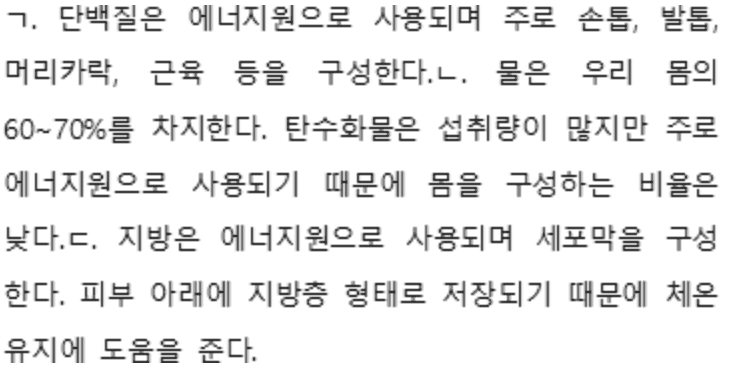 ㄱ. 단백질은 에너지원으로 사용되며 주로 손톱, 발톱,
머리카락, 근육 등을 구성한다.ㄴ. 물은 우리 몸의
60~70%를 차지한다. 탄수화물은 섭취량이 많지만 주로
에너지원으로 사용되기 때문에 몸을 구성하는 비율은
낮다.ㄷ. 지방은 에너지원으로 사용되며 세포막을 구성
한다. 피부 아래에 지방층 형태로 저장되기 때문에 체온
유지에 도움을 준다.